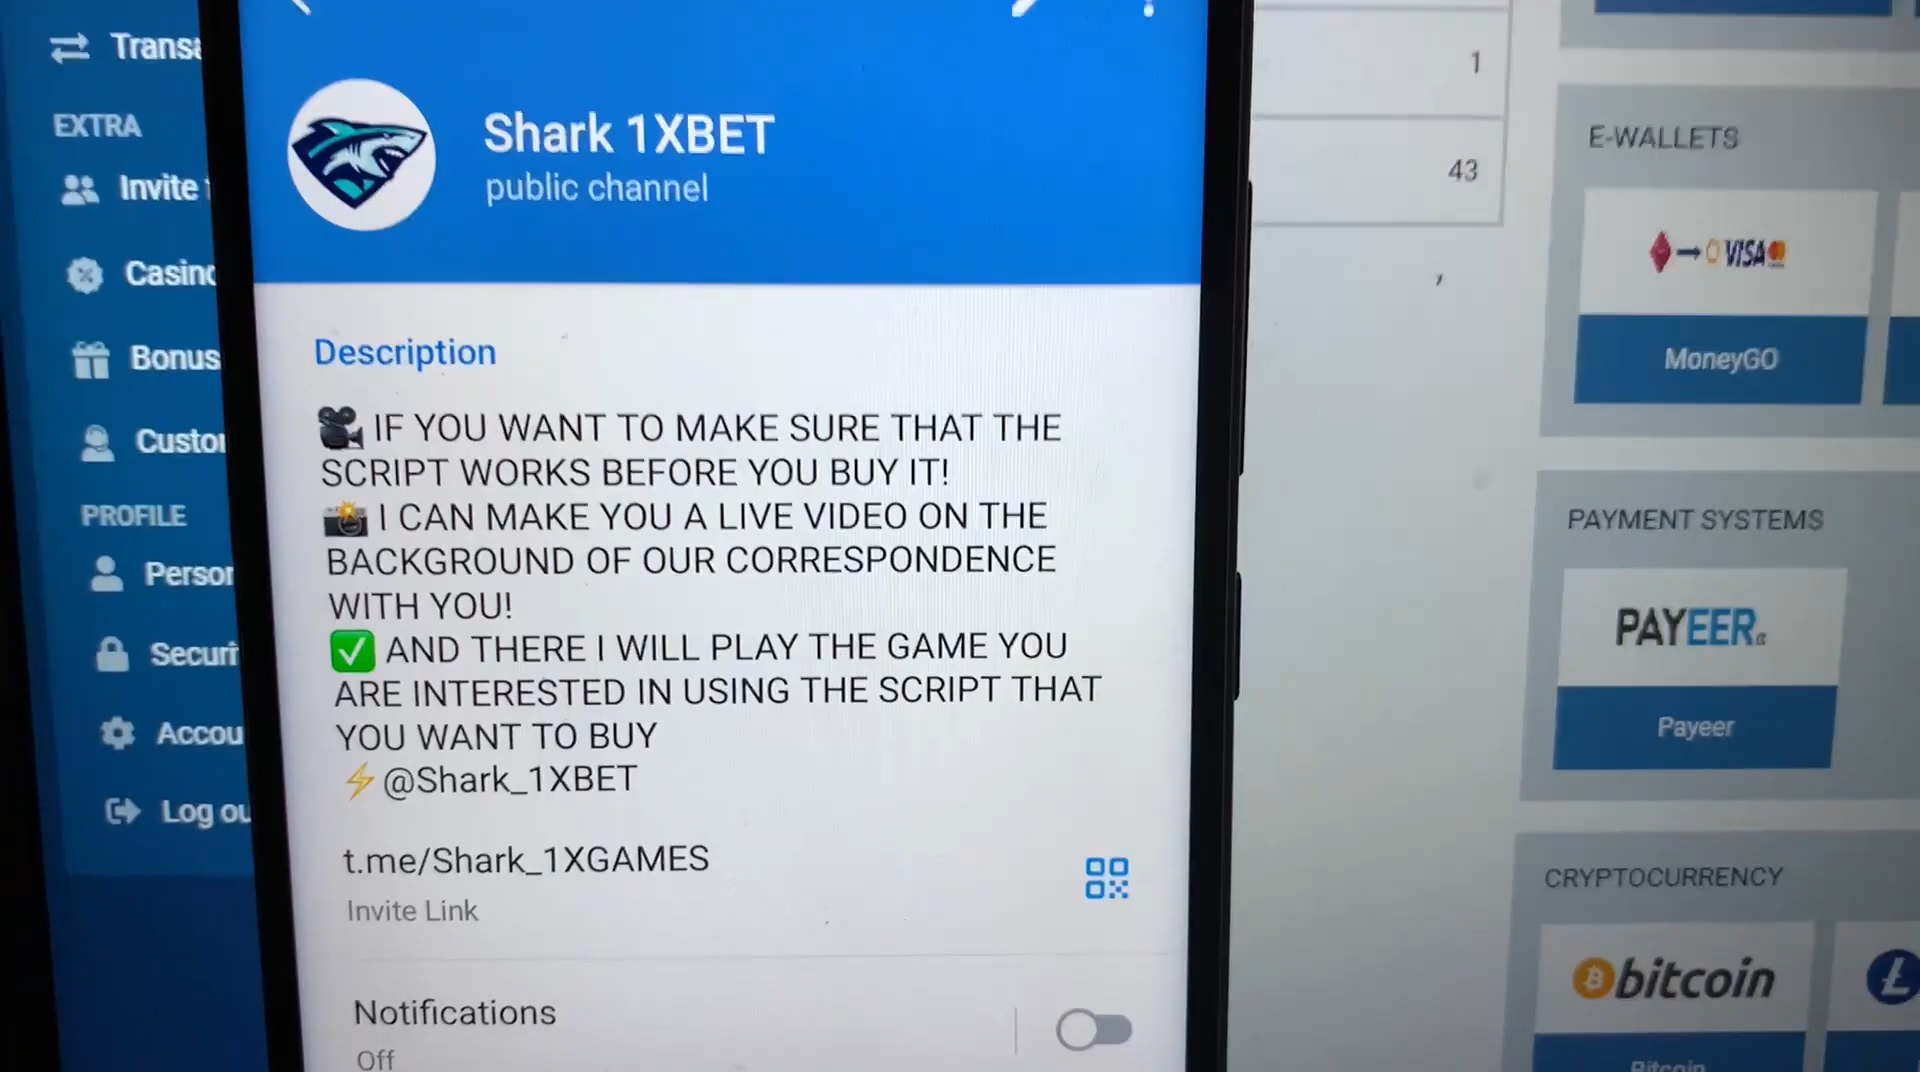 Trans
EXTRA
Invite
Casino
Bonus
Custo
PROFILE
Person
Securi
Accou
Log ou
Shark 1XBET
public channel
Description
IF YOU WANT TO MAKE SURE THAT THE
SCRIPT WORKS BEFORE YOU BUY IT!
I CAN MAKE YOU A LIVE VIDEO ON THE
BACKGROUND OF OUR CORRESPONDENCE
WITH YOU!
AND THERE I WILL PLAY THE GAME YOU
ARE INTERESTED IN USING THE SCRIPT THAT
YOU WANT TO BUY
@Shark_1XBET
t.me/Shark_1XGAMES
Invite Link
Notifications
Off
1
43
E-WALLETS
VISA
MoneyGO
PAYMENT SYSTEMS
PAYEER
Payeer
CRYPTOCURRENCY
bitcoin
Bitcoin